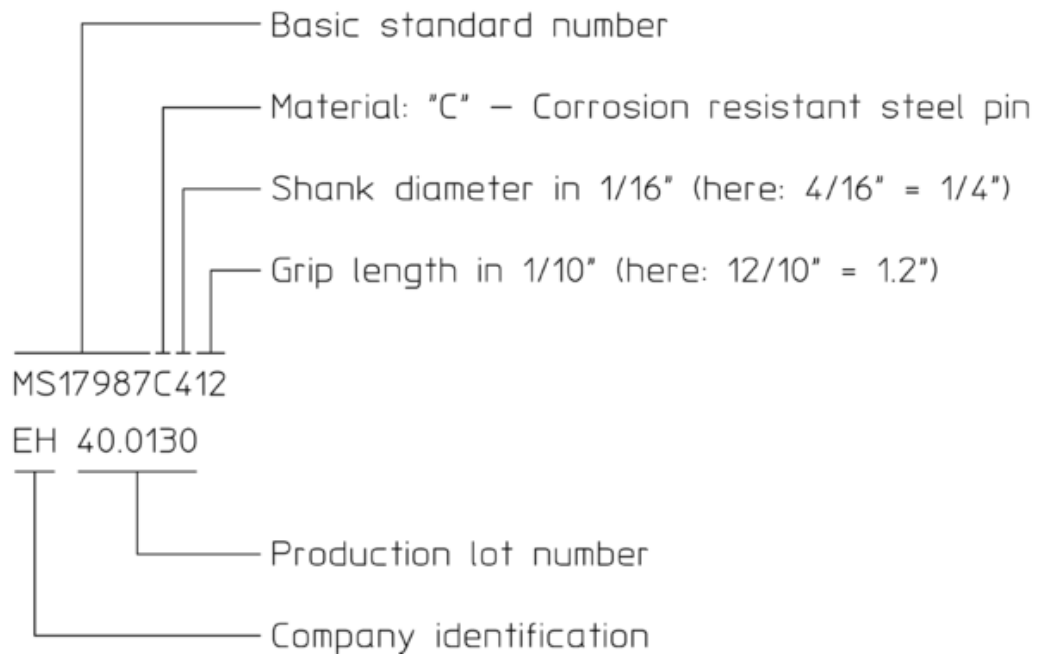 Basic standard number
Material: "C" – Corrosion resistant steel pin
Shank diameter in 1/16" (here: 4/16" = 1/4")
Grip length in 1/10" (here: 12/10" = 1.2")
MS17987C412
EH 40.0130
Production lot number
Company identification